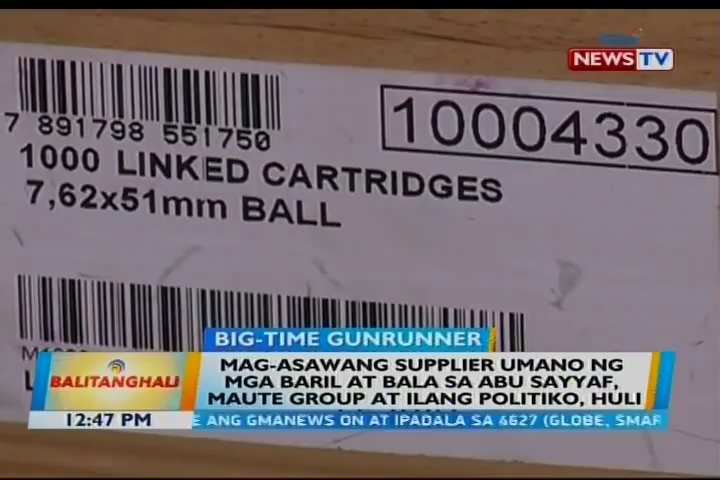 NEWS TV
7 891798 551750
10004330
1000 LINKED CARTRIDGES
7,62x51mm BALL
BIG-TIME GUNRUNNER
BALITANGHALI
MAG-ASAWANG SUPPLIER UMANO NG
MGA BARIL AT BALA SA ABU SAYYAF,
MAUTE GROUP AT ILANG POLITIKO, HULI
12:47 PM
E ANG GMANEWS ON AT IPADALA SA 4627 (GLOBE, SMAR